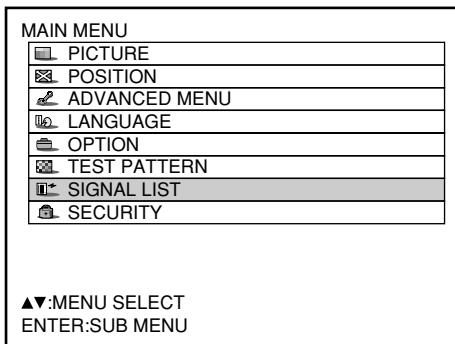 MAIN MENU
PICTURE
POSITION
ADVANCED MENU
LANGUAGE
OPTION
TEST PATTERN
SIGNAL LIST
SECURITY
▲▼:MENU SELECT
ENTER:SUB MENU